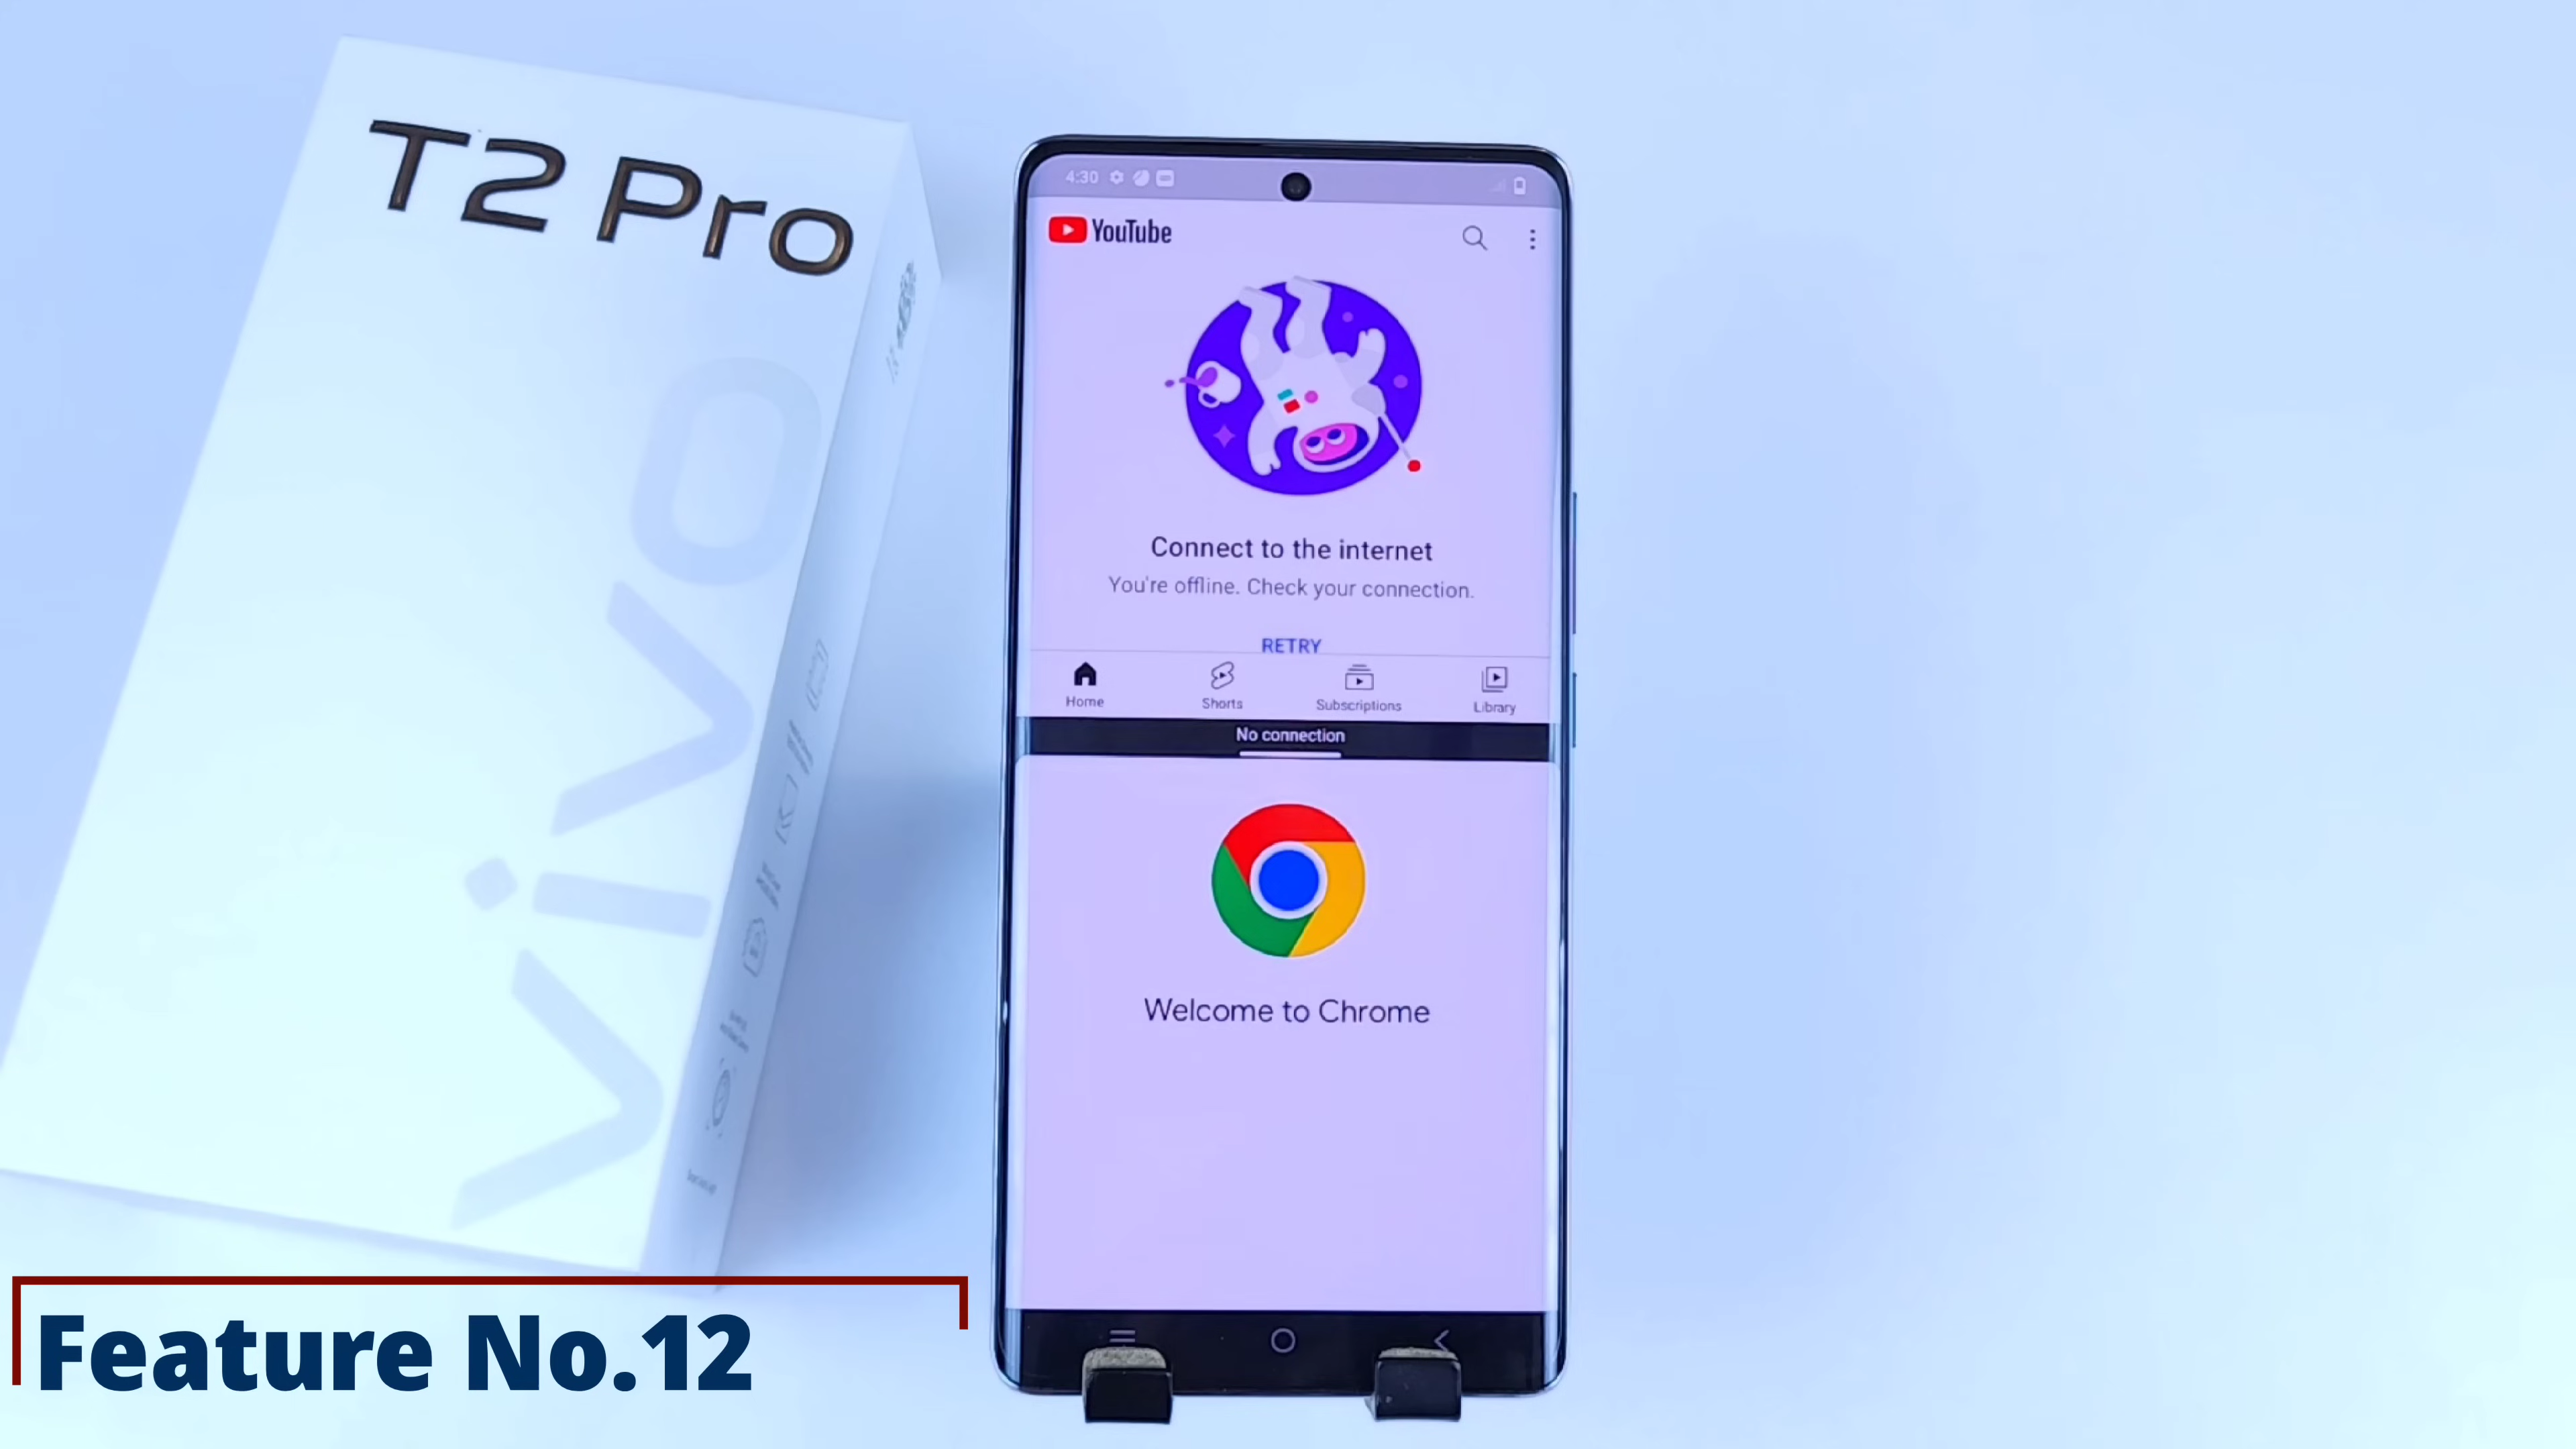 T2 Pro
vivo
4:30
YouTube
Connect to the internet
You're offline. Check your connection.
RETRY
Home
Shorts
Subscriptions
Library
No connection
Welcome to Chrome
Feature No.12